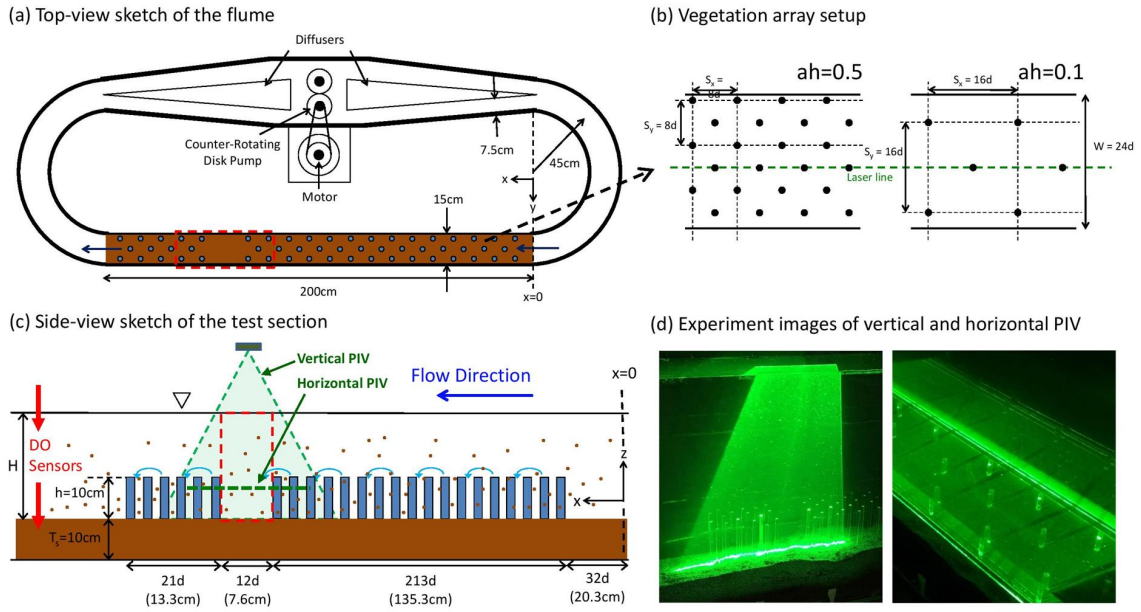 (a) Top-view sketch of the flume
Diffusers
Counter-Rotating
Disk Pump
Motor
7.5cm
45cm
x
y
15cm
200cm
x=0
(b) Vegetation array setup
ah=0.5
ah=0.1
Sₓ =
8d
Sₓ = 16d
Sᵧ = 8d
Sᵧ = 16d
W = 24d
Laser line
(c) Side-view sketch of the test section
Vertical PIV
Horizontal PIV
Flow Direction
x=0
z
x
H
DO
Sensors
h=10cm
Tₛ=10cm
21d
(13.3cm)
12d
(7.6cm)
213d
(135.3cm)
32d
(20.3cm)
(d) Experiment images of vertical and horizontal PIV